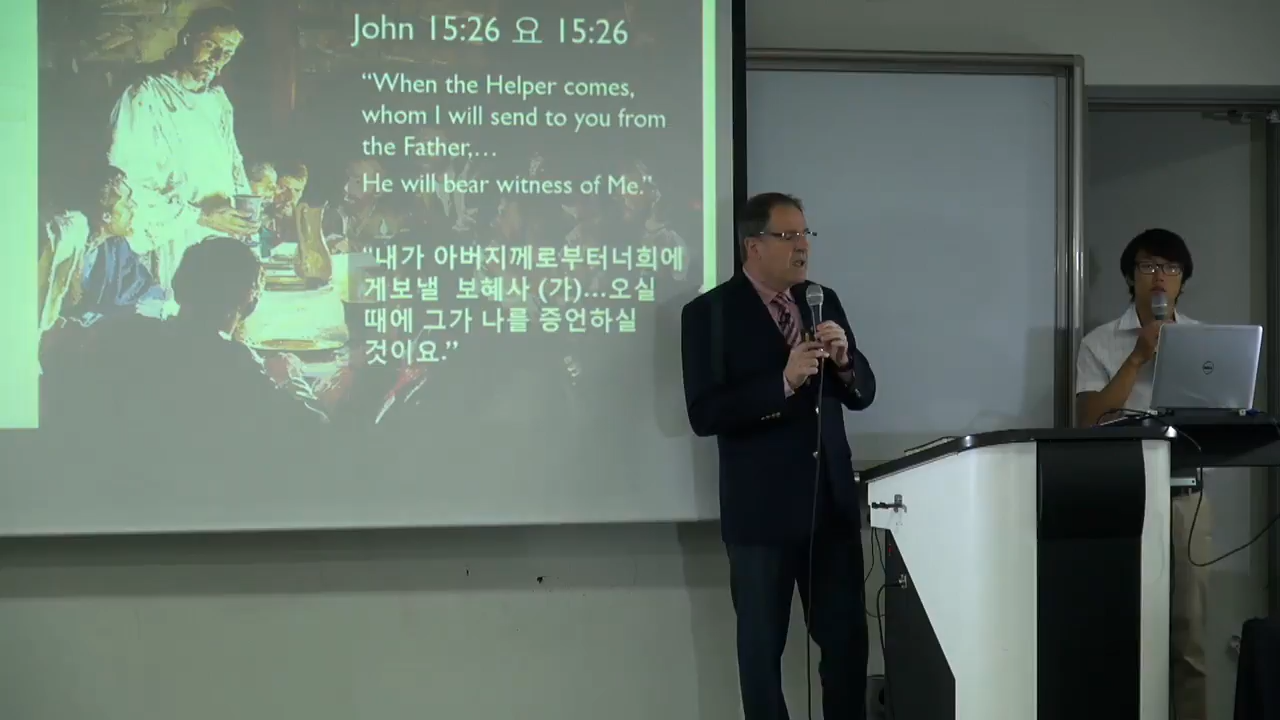 John 15:26 요 15:26
“When the Helper comes,
whom I will send to you from
the Father,…
He will bear witness of Me.”
“내가 아버지께로부터너희에
게보낼 보혜사 (가)...오실
때에 그가 나를 증언하실
것이요.”
DELL